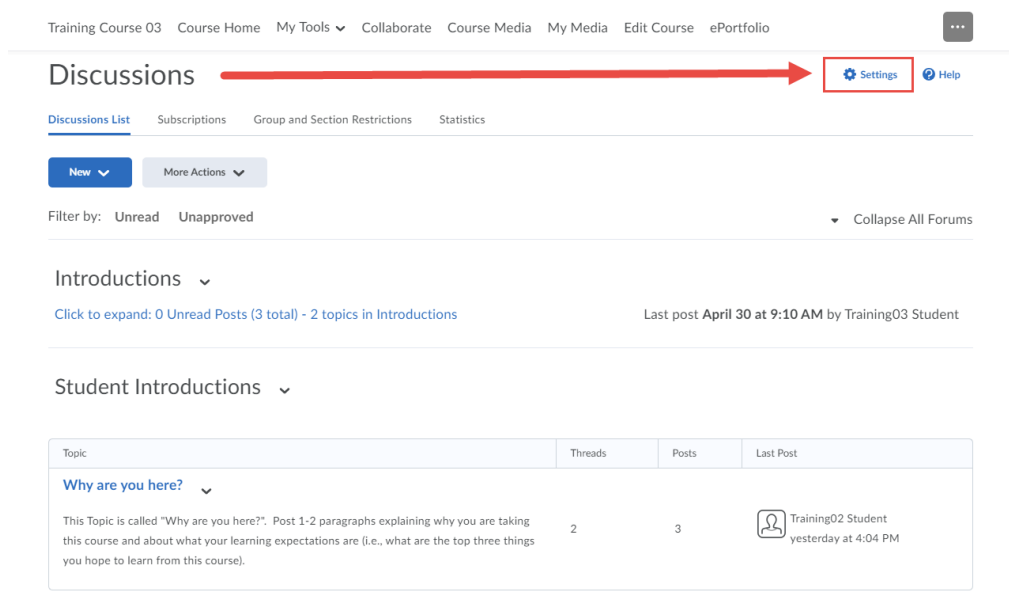 Training Course 03 Course Home My Tools Collaborate Course Media My Media Edit Course ePortfolio
Discussions
Settings Help
Discussions List Subscriptions Group and Section Restrictions Statistics
New More Actions
Filter by: Unread Unapproved
Collapse All Forums
Introductions
Click to expand: 0 Unread Posts (3 total) - 2 topics in Introductions
Last post April 30 at 9:10 AM by Training03 Student
Student Introductions
Topic Threads Posts Last Post
Why are you here?
This Topic is called "Why are you here?". Post 1-2 paragraphs explaining why you are taking
this course and about what your learning expectations are (i.e., what are the top three things
you hope to learn from this course).
2
3
Training02 Student
yesterday at 4:04 PM